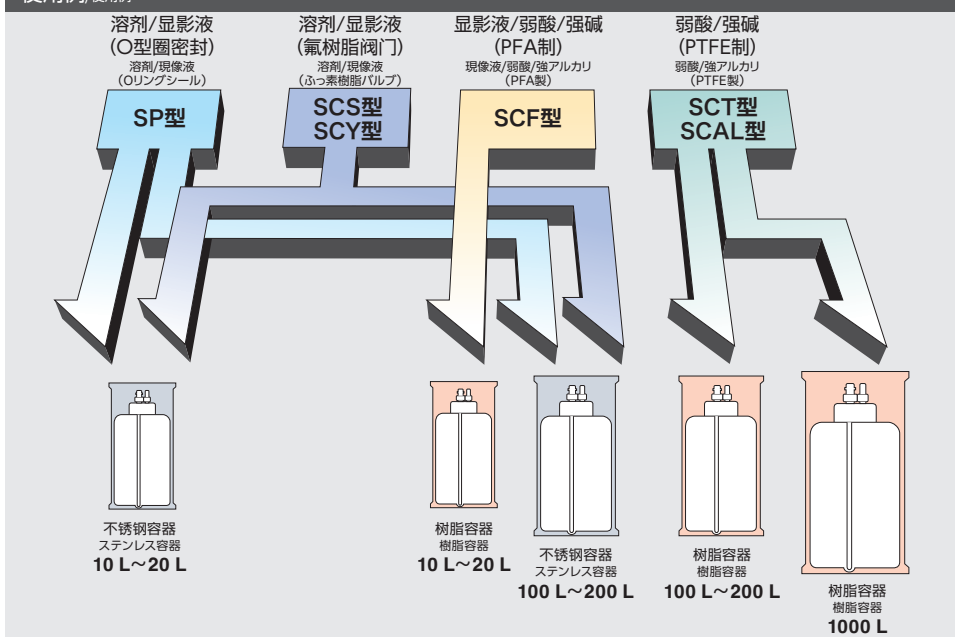 使用例/使用例
溶剂/显影液
(O型圈密封)
溶剤/現像液
(Oリングシール)
SP型
溶剂/显影液
(氟树脂阀门)
溶剤/現像液
(ふっ素樹脂バルブ)
SCS型
SCY型
显影液/弱酸/强碱
(PFA制)
現像液/弱酸/強アルカリ
(PFA製)
SCF型
弱酸/强碱
(PTFE制)
弱酸/強アルカリ
(PTFE製)
SCT型
SCAL型
不锈钢容器
ステンレス容器
10 L～20 L
树脂容器
樹脂容器
10 L～20 L
不锈钢容器
ステンレス容器
100 L～200 L
树脂容器
樹脂容器
100 L～200 L
树脂容器
樹脂容器
1000 L